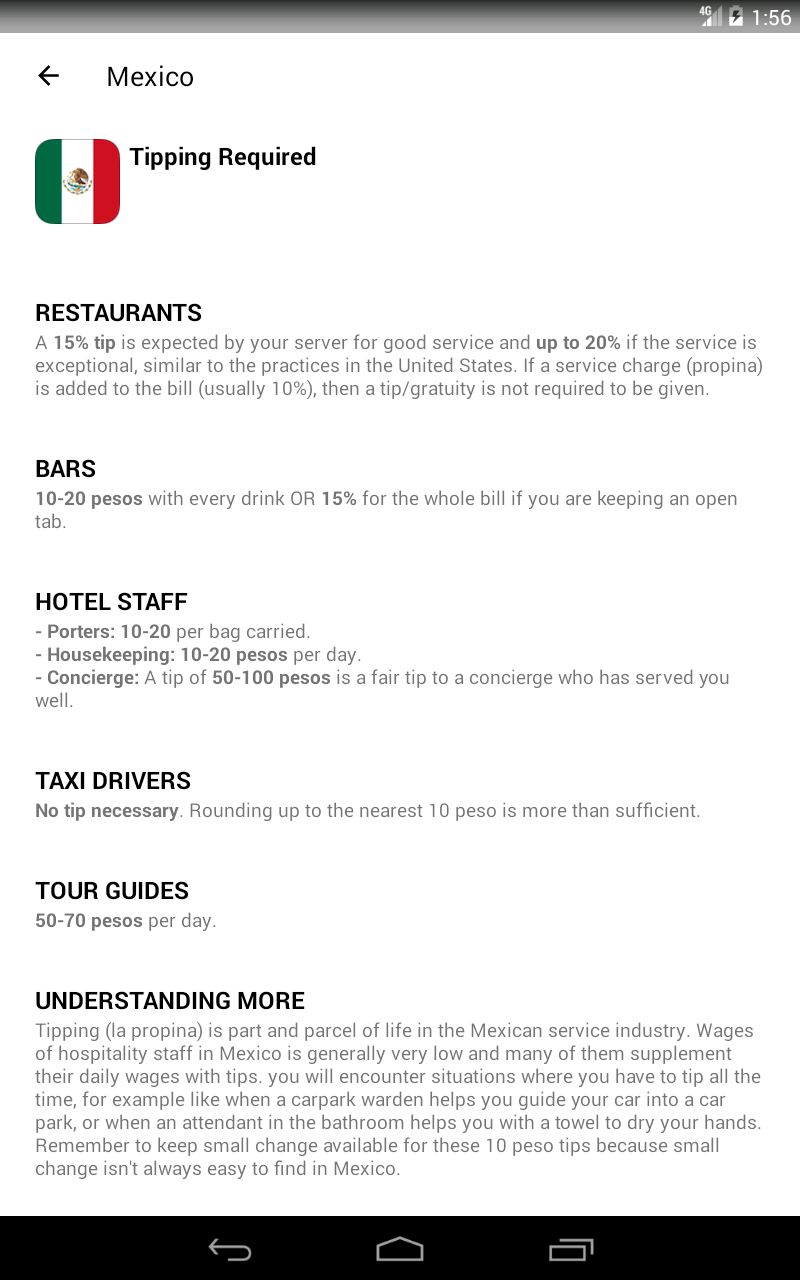 4G 1:56
Mexico
Tipping Required
RESTAURANTS
A 15% tip is expected by your server for good service and up to 20% if the service is
exceptional, similar to the practices in the United States. If a service charge (propina)
is added to the bill (usually 10%), then a tip/gratuity is not required to be given.
BARS
10-20 pesos with every drink OR 15% for the whole bill if you are keeping an open
tab.
HOTEL STAFF
- Porters: 10-20 per bag carried.
- Housekeeping: 10-20 pesos per day.
- Concierge: A tip of 50-100 pesos is a fair tip to a concierge who has served you
well.
TAXI DRIVERS
No tip necessary. Rounding up to the nearest 10 peso is more than sufficient.
TOUR GUIDES
50-70 pesos per day.
UNDERSTANDING MORE
Tipping (la propina) is part and parcel of life in the Mexican service industry. Wages
of hospitality staff in Mexico is generally very low and many of them supplement
their daily wages with tips. you will encounter situations where you have to tip all the
time, for example like when a carpark warden helps you guide your car into a car
park, or when an attendant in the bathroom helps you with a towel to dry your hands.
Remember to keep small change available for these 10 peso tips because small
change isn't always easy to find in Mexico.